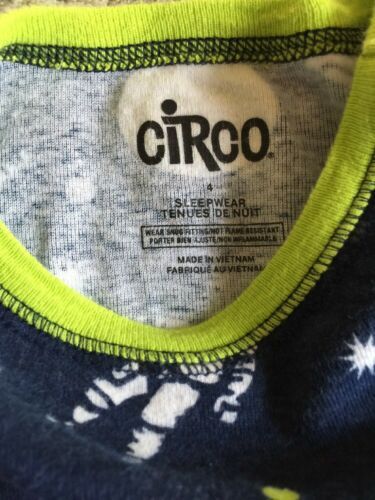 CiRCO®
4
SLEEPWEAR
TENUES DE NUIT
WEAR SNUG FITTING/NOT FLAME RESISTANT
PORTER BIEN AJUSTÉ/NON INFLAMMABLE
MADE IN VIETNAM
FABRIQUÉ AU VIETNAM